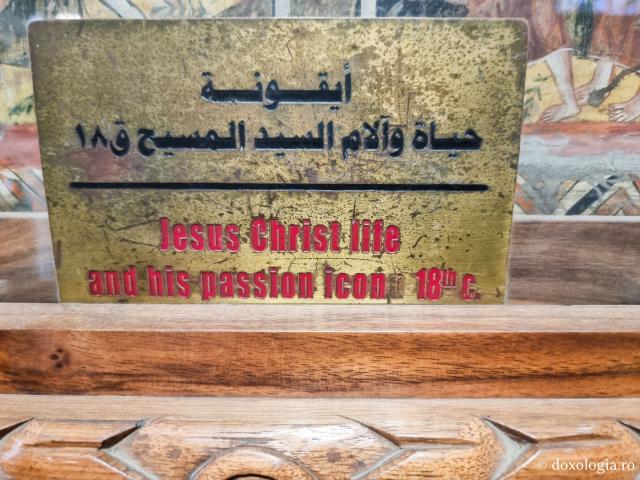 أيقونة
حياة وآلام السيد المسيح ق١٨
Jesus Christ life
and his passion icon 18th c.
© doxologia.ro